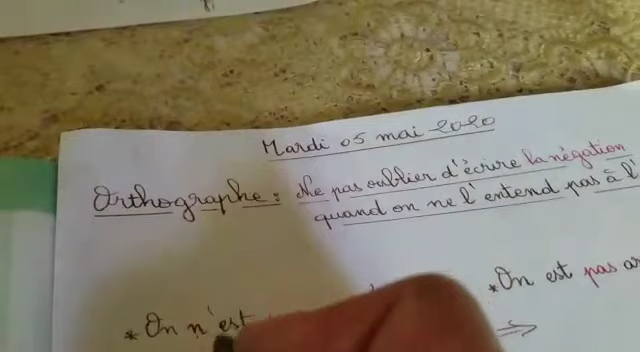 Mardi 05 mai 2020
Orthographe : Ne pas oublier d'écrire la négation
quand on ne l'entend pas à l'
* On est pas
* On n'est
⇒